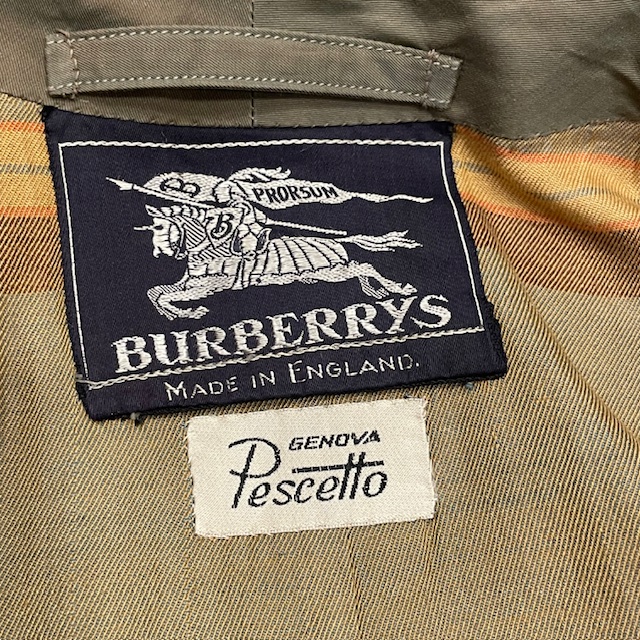 B
PRORSUM
B
BURBERRYS
MADE IN ENGLAND.
GENOVA
Pescetto